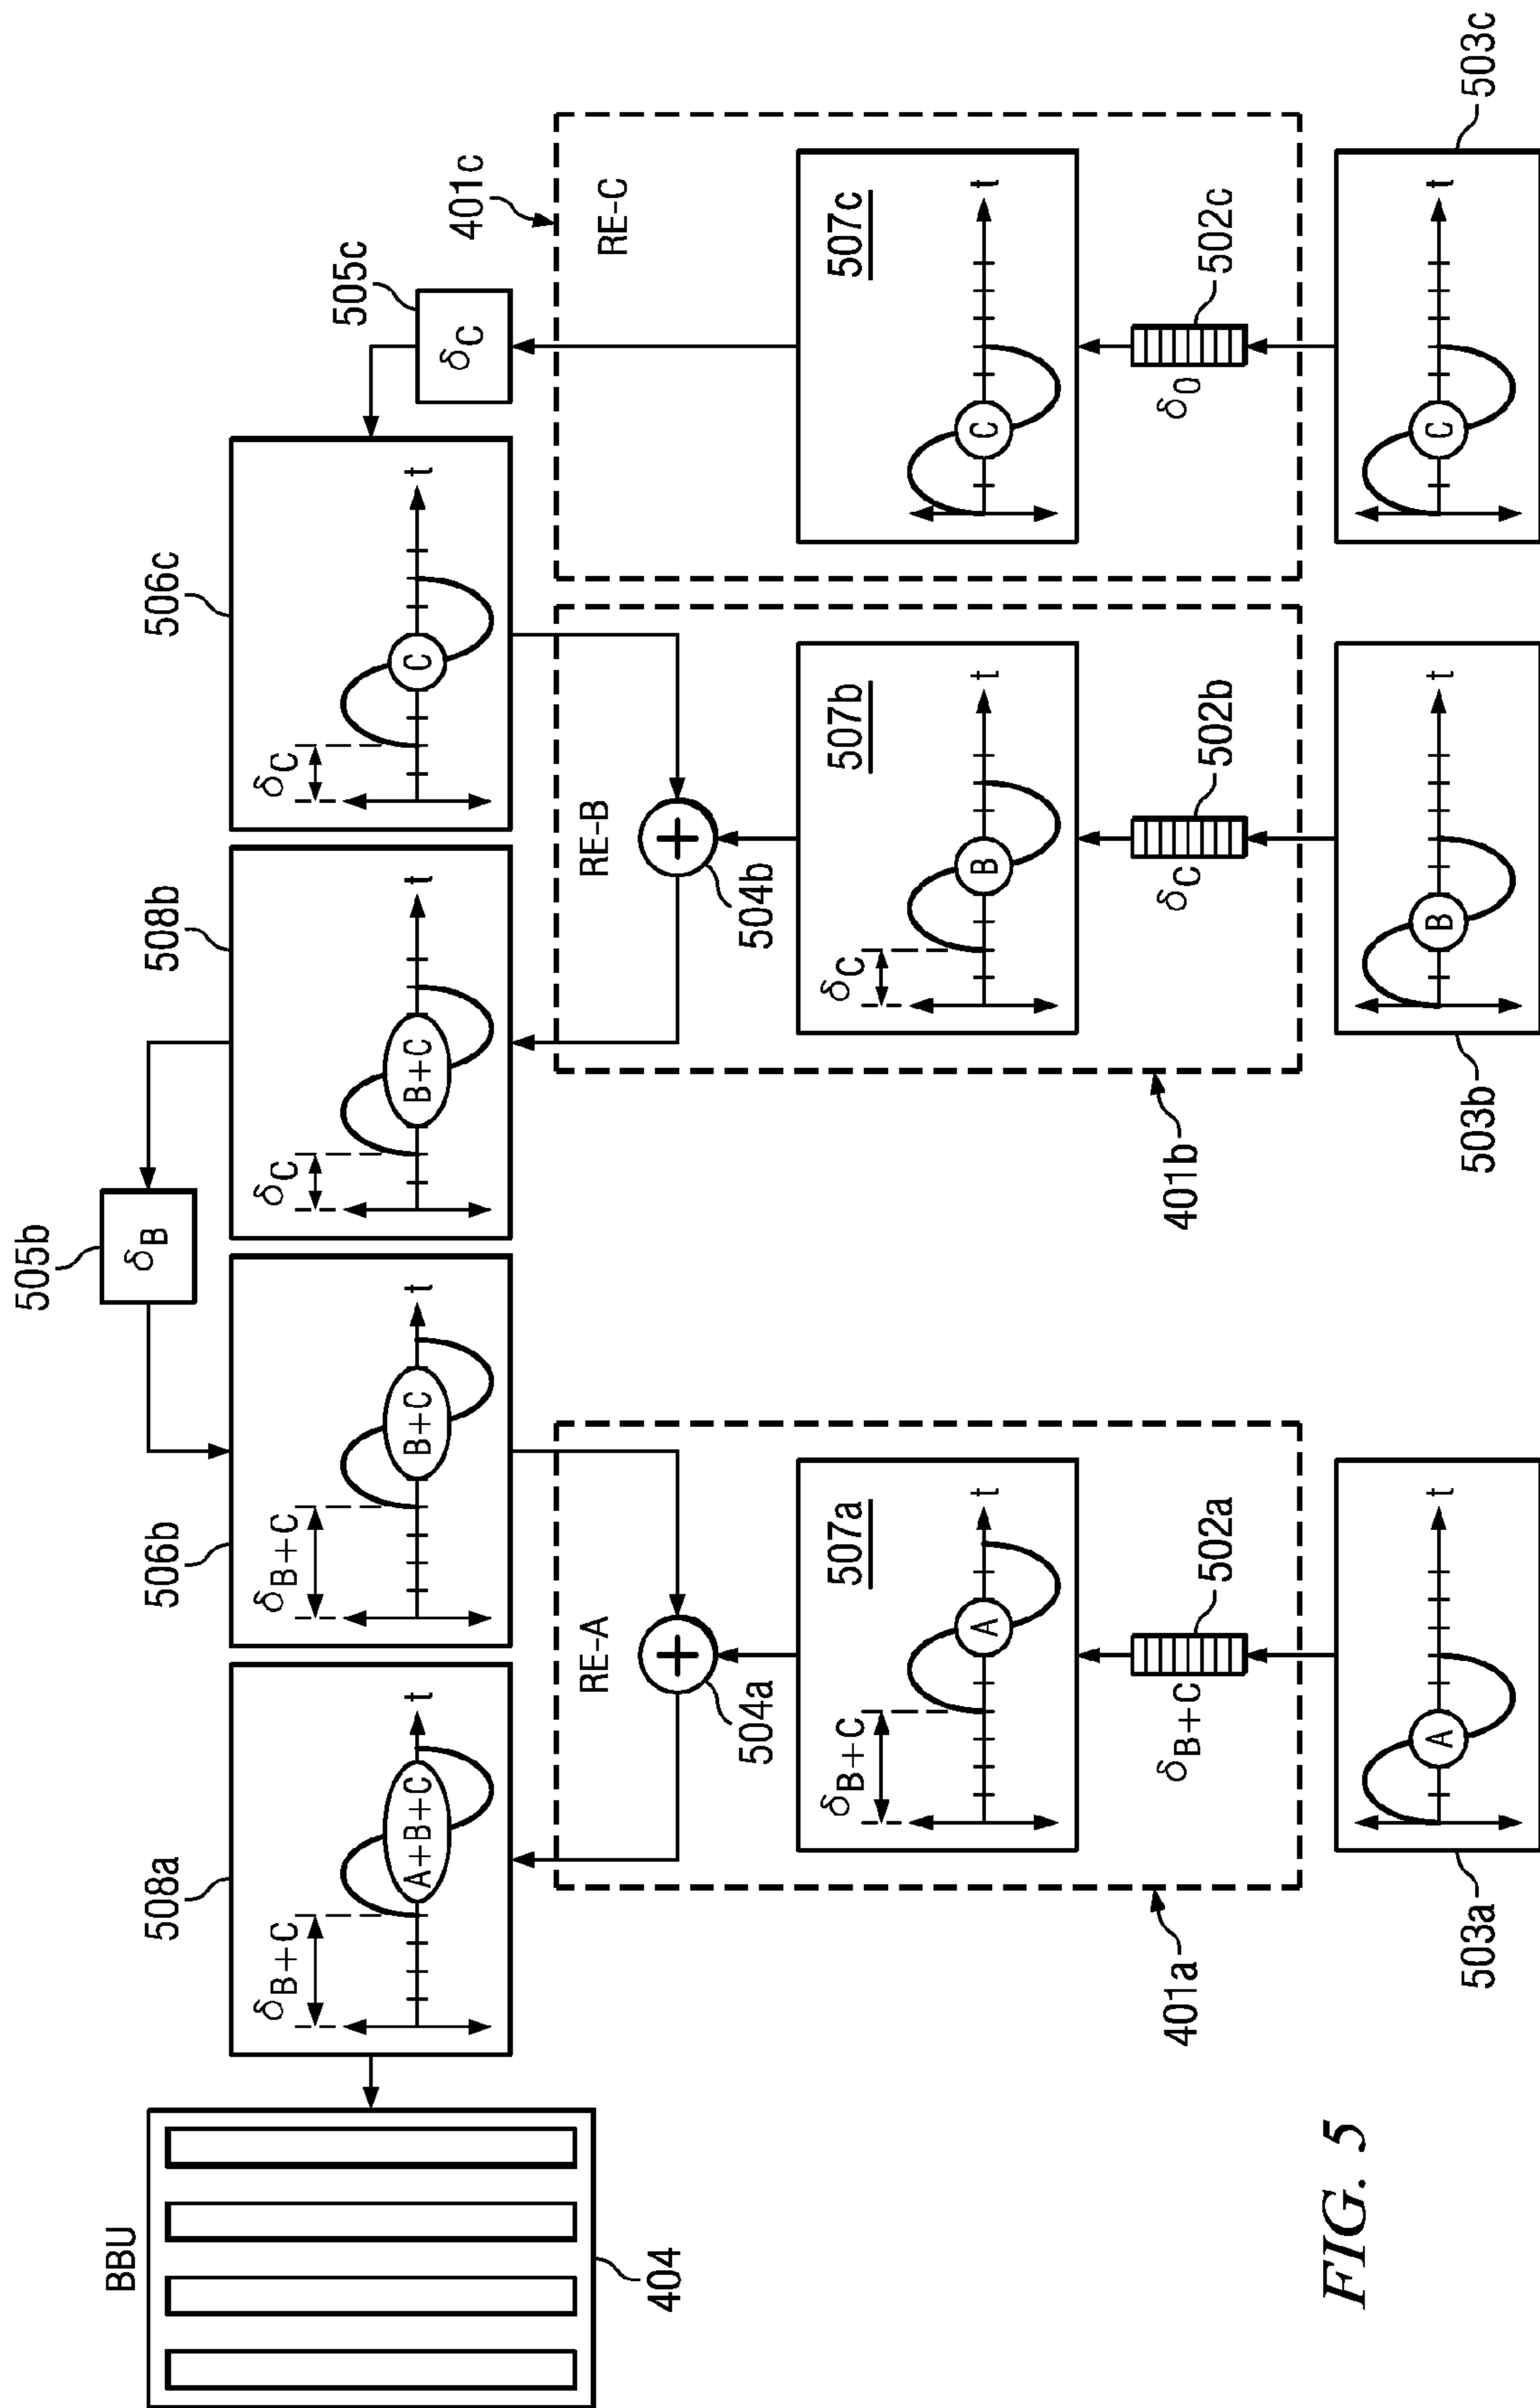 505b
δB
505c
δC
508a
506b
508b
506c
BBU
δB+C
A+B+C
t
δB+C
B+C
t
δC
B+C
t
δC
C
t
404
401c
RE-A
RE-B
RE-C
+
504a
+
504b
507a
507b
507c
δB+C
A
t
δC
B
t
C
t
δB+C
502a
δC
502b
δ0
502c
401a
401b
A
t
B
t
C
t
503a
503b
503c
FIG. 5